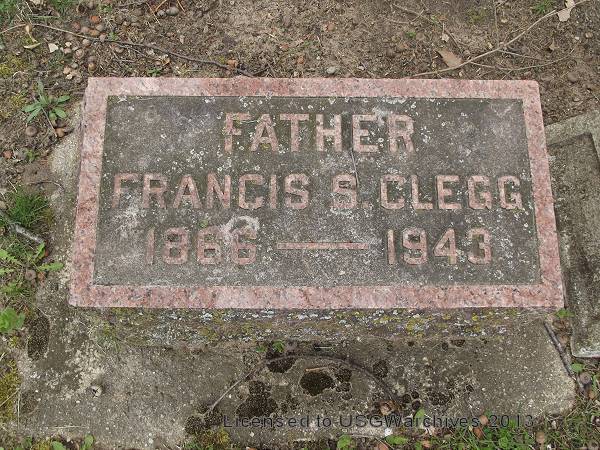 FATHER
FRANCIS S. CLEGG
1866 — 1943
Licensed to USGWarchives 2013